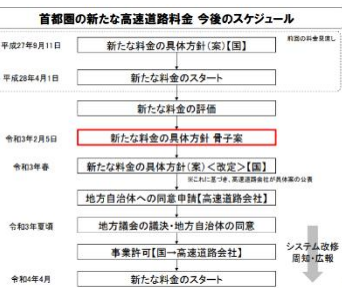 首都圏の新たな高速道路料金 今後のスケジュール
前回の料金見直し
平成27年9月11日
新たな料金の具体方針(案)【国】
平成28年4月1日
新たな料金のスタート
新たな料金の評価
令和3年2月5日
新たな料金の具体方針 骨子案
令和3年春
新たな料金の具体方針(案)<改定>【国】
※これに基づき、高速道路会社が具体案の公表
地方自治体への同意申請【高速道路会社】
令和3年夏頃
地方議会の議決・地方自治体の同意
事業許可【国→高速道路会社】
システム改修
周知・広報
令和4年4月
新たな料金のスタート